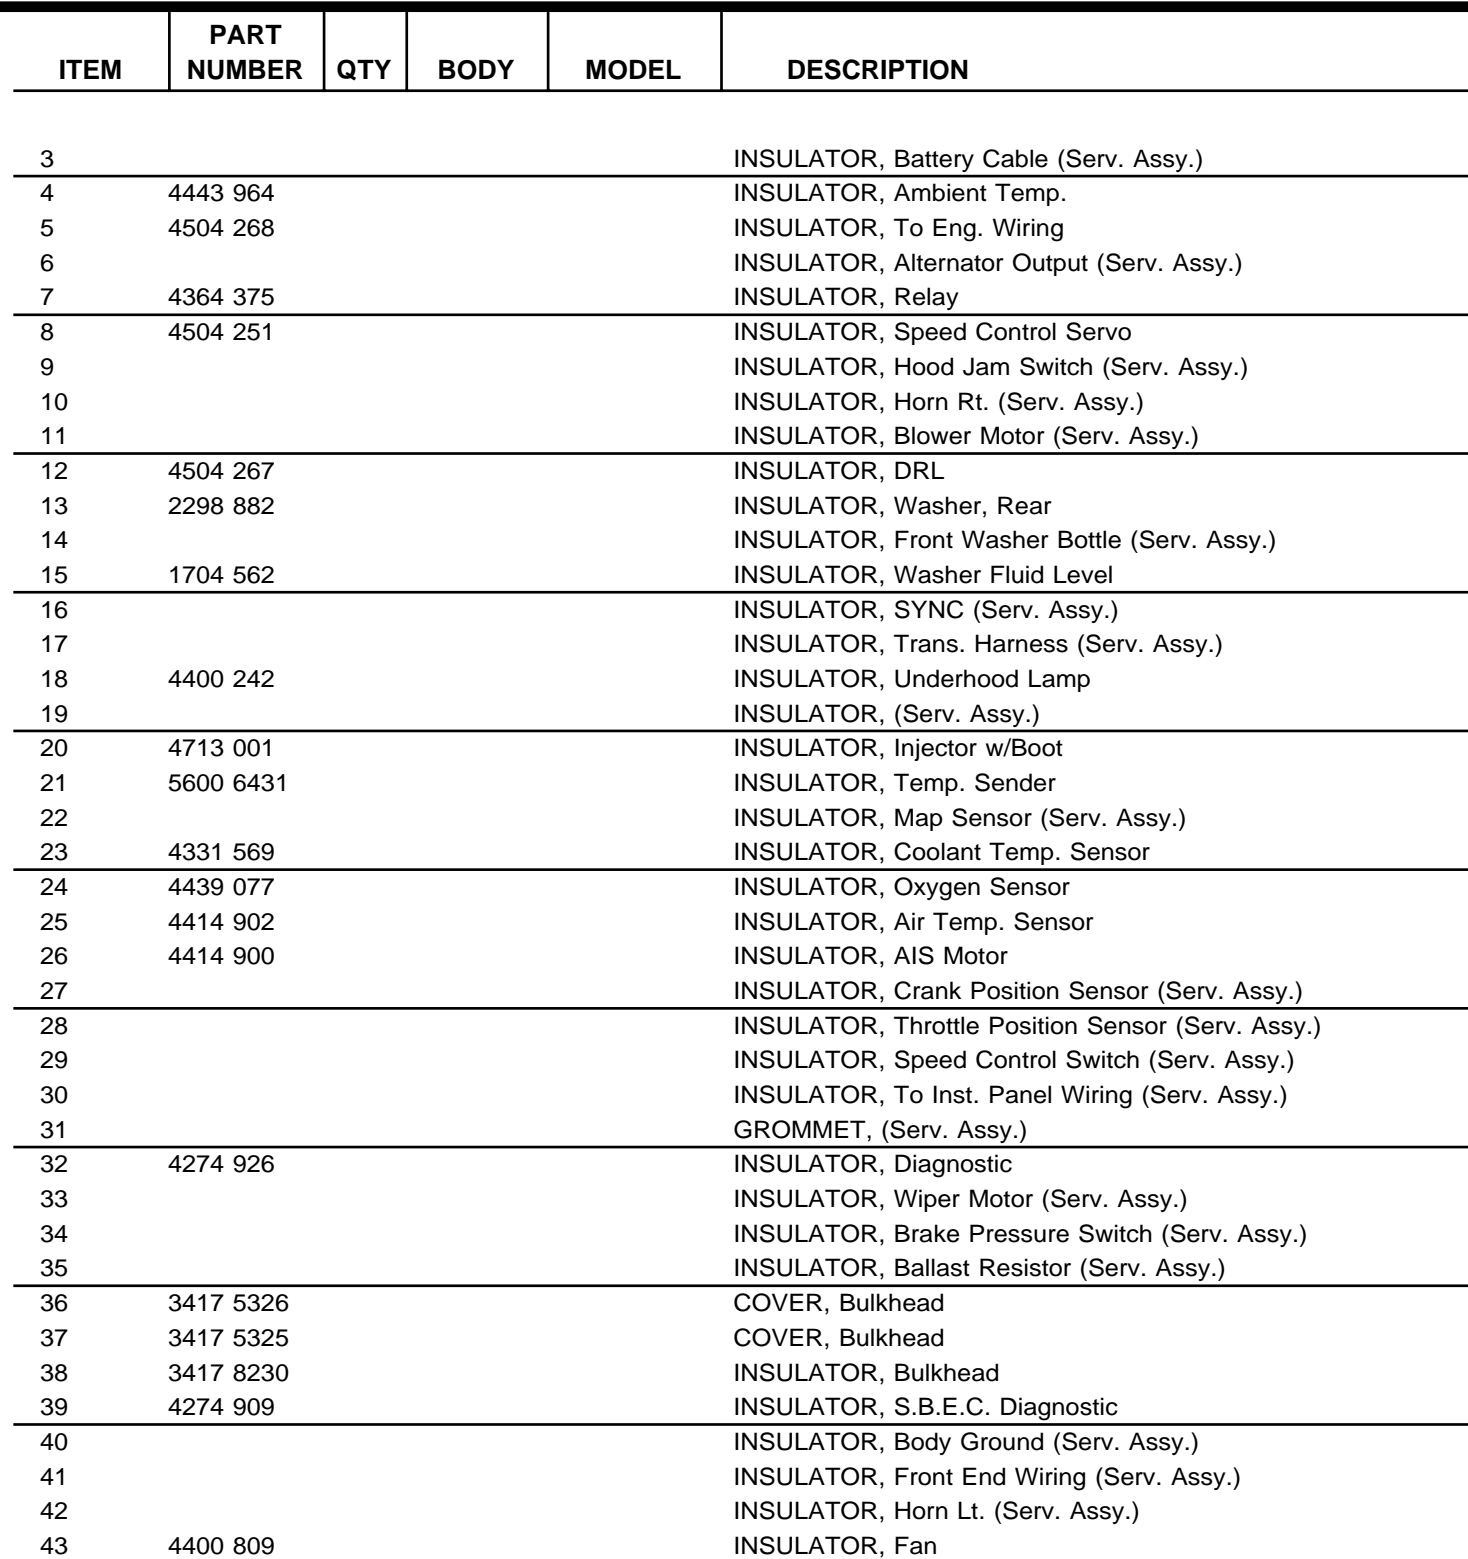 PART
ITEM NUMBER QTY BODY MODEL DESCRIPTION
3 INSULATOR, Battery Cable (Serv. Assy.)
4 4443 964 INSULATOR, Ambient Temp.
5 4504 268 INSULATOR, To Eng. Wiring
6 INSULATOR, Alternator Output (Serv. Assy.)
7 4364 375 INSULATOR, Relay
8 4504 251 INSULATOR, Speed Control Servo
9 INSULATOR, Hood Jam Switch (Serv. Assy.)
10 INSULATOR, Horn Rt. (Serv. Assy.)
11 INSULATOR, Blower Motor (Serv. Assy.)
12 4504 267 INSULATOR, DRL
13 2298 882 INSULATOR, Washer, Rear
14 INSULATOR, Front Washer Bottle (Serv. Assy.)
15 1704 562 INSULATOR, Washer Fluid Level
16 INSULATOR, SYNC (Serv. Assy.)
17 INSULATOR, Trans. Harness (Serv. Assy.)
18 4400 242 INSULATOR, Underhood Lamp
19 INSULATOR, (Serv. Assy.)
20 4713 001 INSULATOR, Injector w/Boot
21 5600 6431 INSULATOR, Temp. Sender
22 INSULATOR, Map Sensor (Serv. Assy.)
23 4331 569 INSULATOR, Coolant Temp. Sensor
24 4439 077 INSULATOR, Oxygen Sensor
25 4414 902 INSULATOR, Air Temp. Sensor
26 4414 900 INSULATOR, AIS Motor
27 INSULATOR, Crank Position Sensor (Serv. Assy.)
28 INSULATOR, Throttle Position Sensor (Serv. Assy.)
29 INSULATOR, Speed Control Switch (Serv. Assy.)
30 INSULATOR, To Inst. Panel Wiring (Serv. Assy.)
31 GROMMET, (Serv. Assy.)
32 4274 926 INSULATOR, Diagnostic
33 INSULATOR, Wiper Motor (Serv. Assy.)
34 INSULATOR, Brake Pressure Switch (Serv. Assy.)
35 INSULATOR, Ballast Resistor (Serv. Assy.)
36 3417 5326 COVER, Bulkhead
37 3417 5325 COVER, Bulkhead
38 3417 8230 INSULATOR, Bulkhead
39 4274 909 INSULATOR, S.B.E.C. Diagnostic
40 INSULATOR, Body Ground (Serv. Assy.)
41 INSULATOR, Front End Wiring (Serv. Assy.)
42 INSULATOR, Horn Lt. (Serv. Assy.)
43 4400 809 INSULATOR, Fan